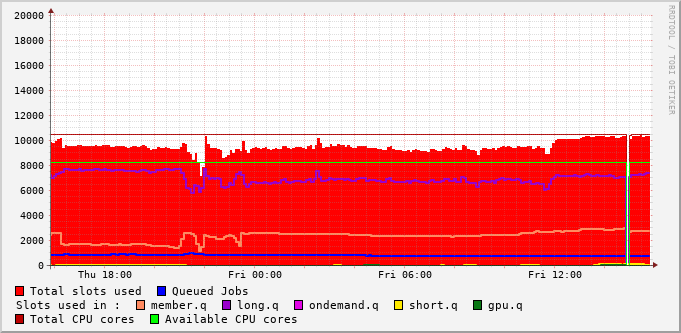 20000
18000
16000
14000
12000
10000
8000
6000
4000
2000
0
Thu 18:00 Fri 00:00 Fri 06:00 Fri 12:00
RRDTOOL / TOBI OETIKER
Total slots used Queued Jobs
Slots used in : member.q long.q ondemand.q short.q gpu.q
Total CPU cores Available CPU cores